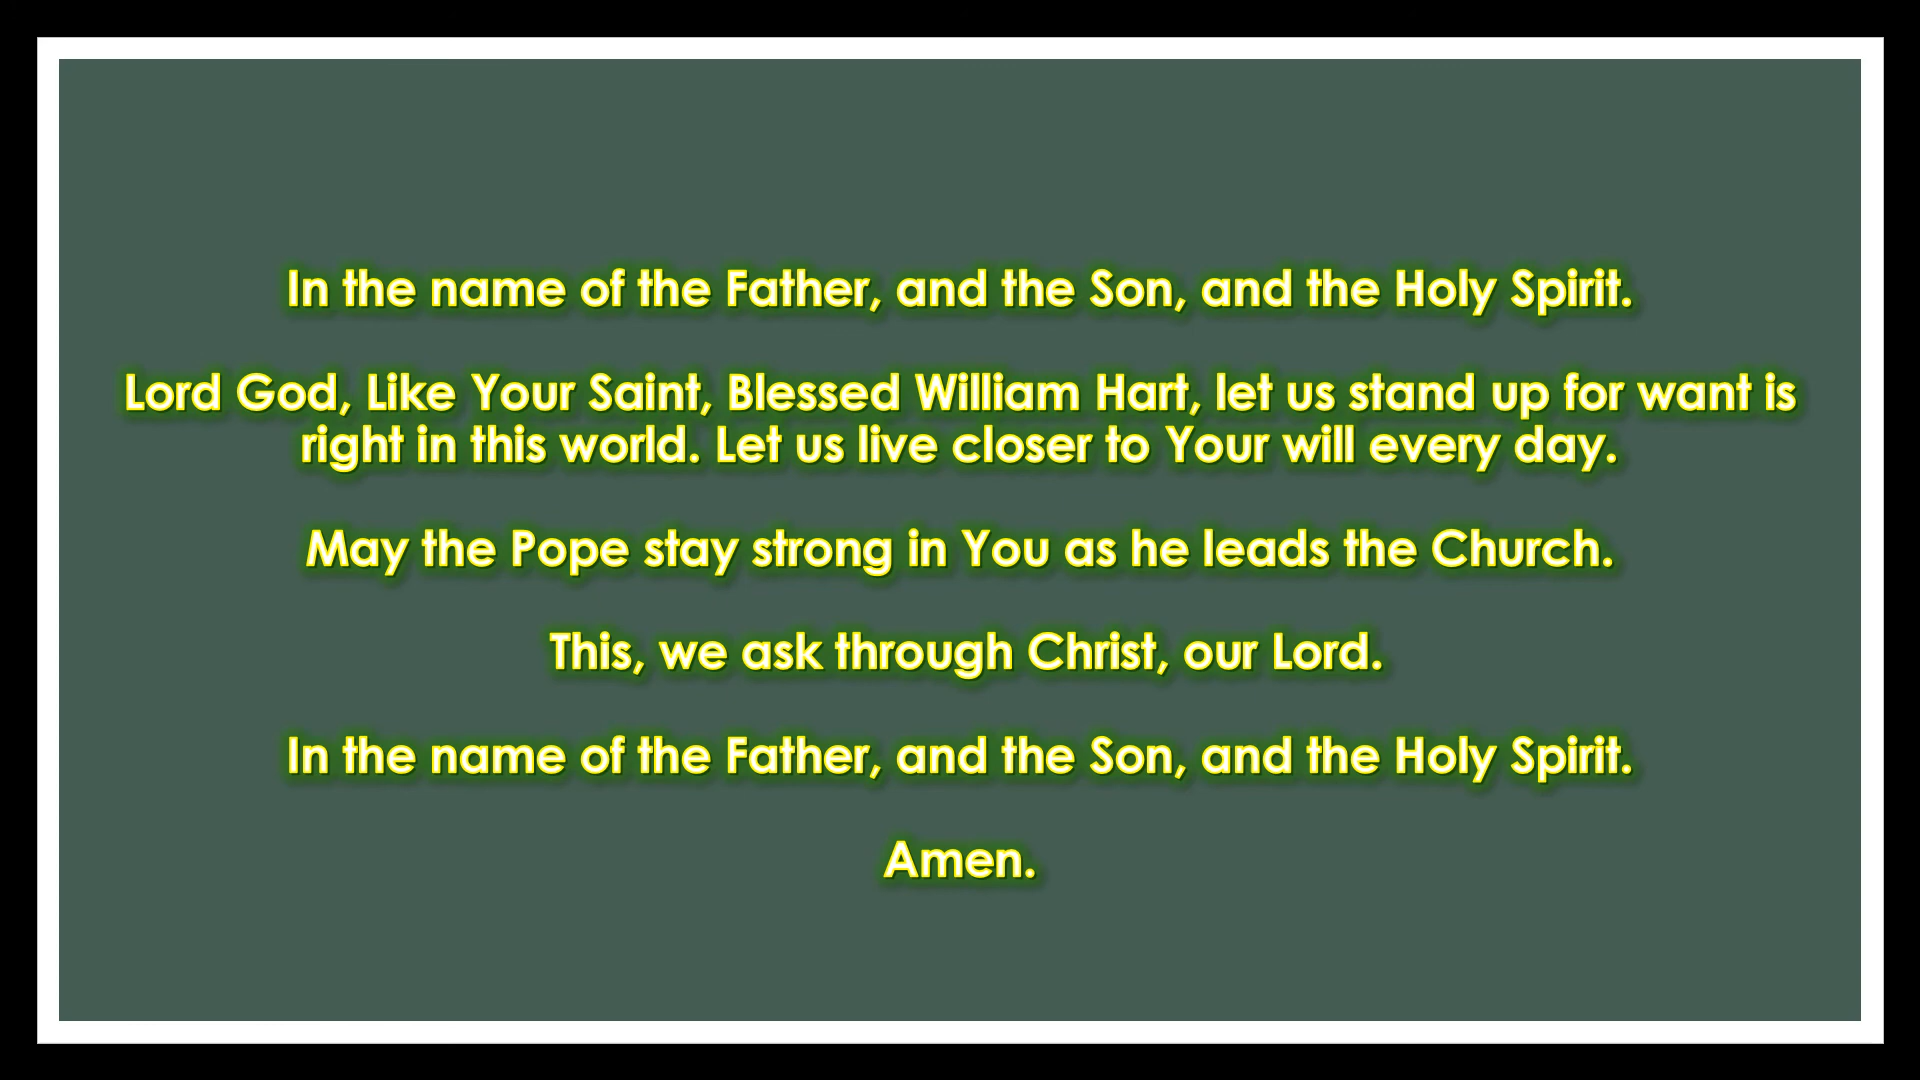 In the name of the Father, and the Son, and the Holy Spirit.
Lord God, Like Your Saint, Blessed William Hart, let us stand up for want is
right in this world. Let us live closer to Your will every day.
May the Pope stay strong in You as he leads the Church.
This, we ask through Christ, our Lord.
In the name of the Father, and the Son, and the Holy Spirit.
Amen.